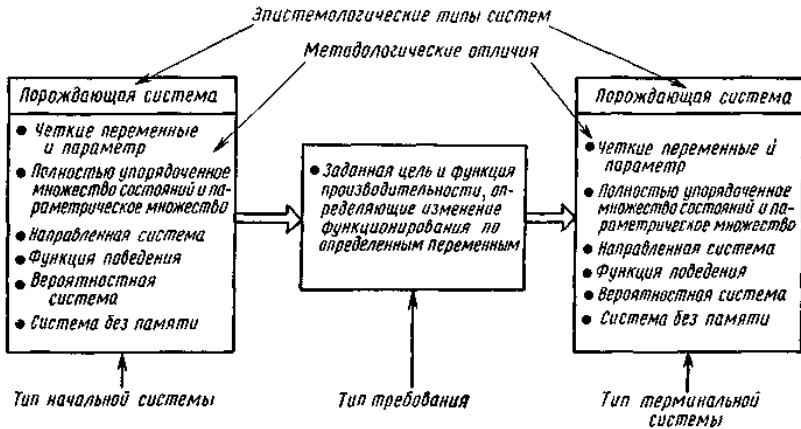 Эпистемологические типы систем
Методологические отличия
Порождающая система
● Четкие переменные
и параметр
● Полностью упорядоченное
множество состояний и па-
раметрическое множество
● Направленная система
● Функция поведения
● Вероятностная
система
● Система без памяти
Тип начальной системы
● Заданная цель и функция
производительности, оп-
ределяющие изменение
функционирования по
определенным переменным
Тип требования
Порождающая система
● Четкие переменные и
параметр
● Полностью упорядоченное
множество состояний и па-
раметрическое множество
● Направленная система
● Функция поведения
● Вероятностная система
● Система без памяти
Тип терминальной
системы